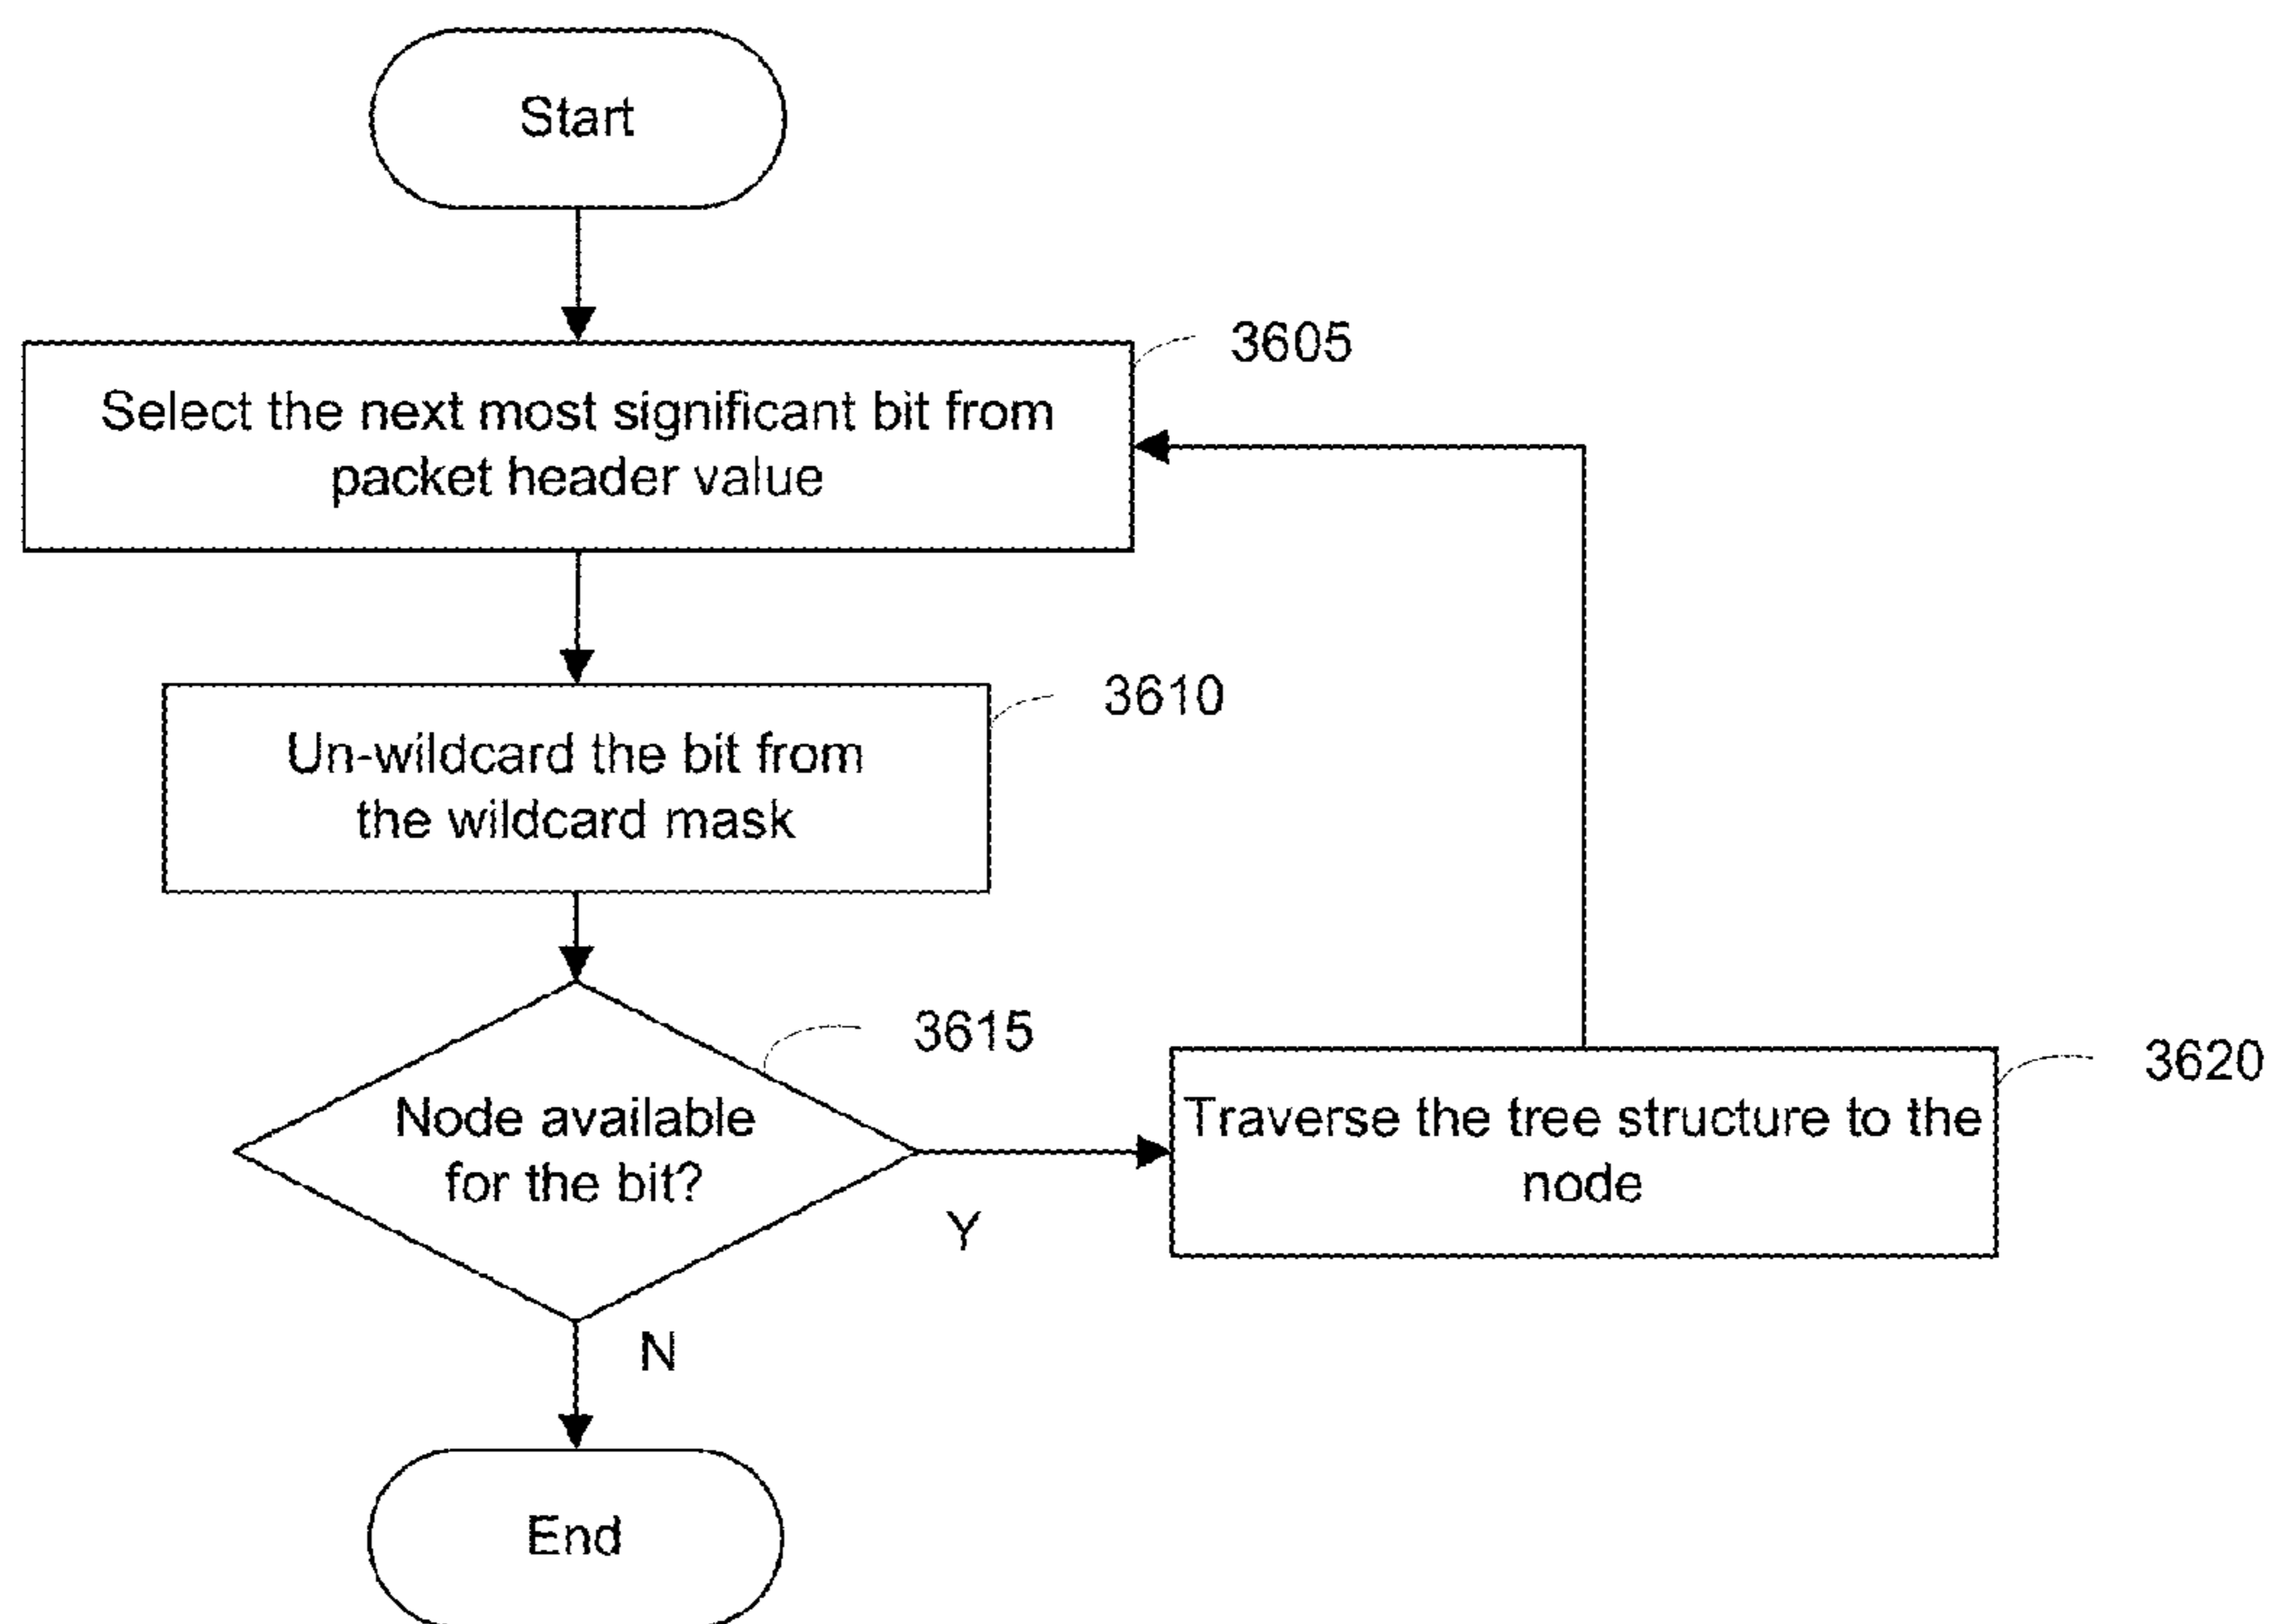 Start
3605
Select the next most significant bit from
packet header value
3610
Un-wildcard the bit from
the wildcard mask
3615
Node available
for the bit?
Y
3620
Traverse the tree structure to the
node
N
End